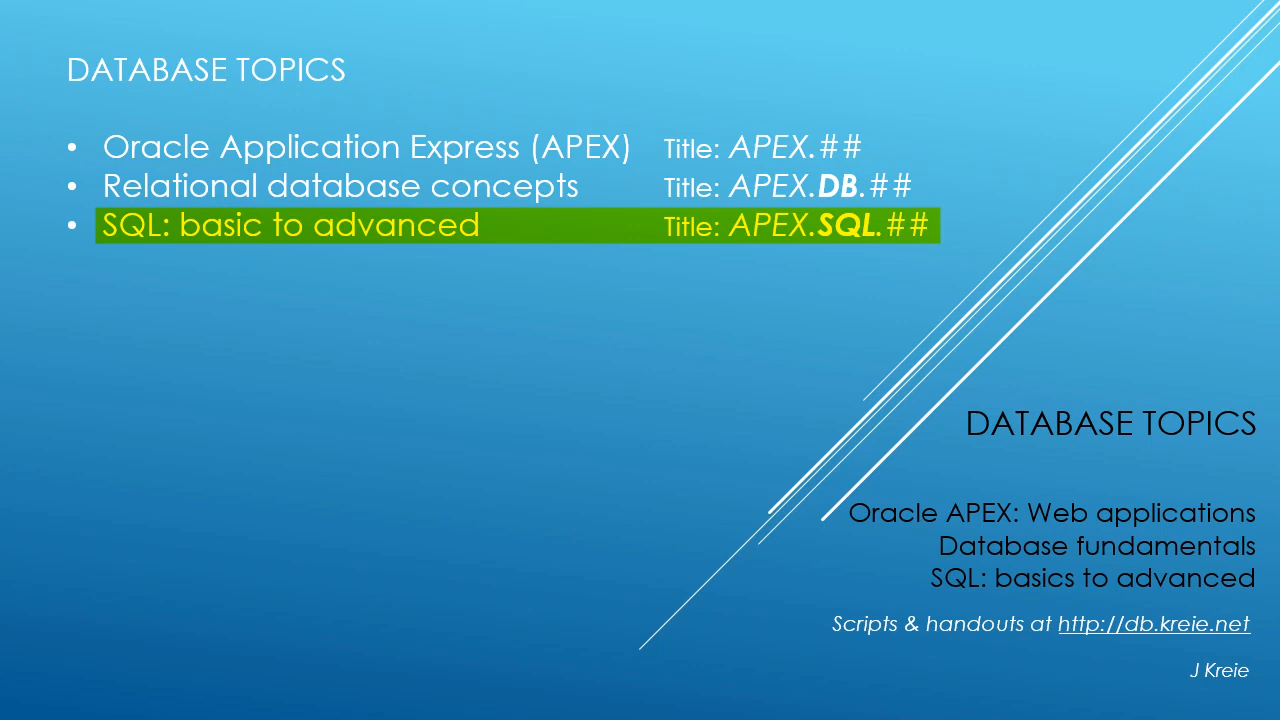 DATABASE TOPICS
• Oracle Application Express (APEX) Title: APEX.##
• Relational database concepts Title: APEX.DB.##
• SQL: basic to advanced Title: APEX.SQL.##
DATABASE TOPICS
Oracle APEX: Web applications
Database fundamentals
SQL: basics to advanced
Scripts & handouts at http://db.kreie.net
J Kreie